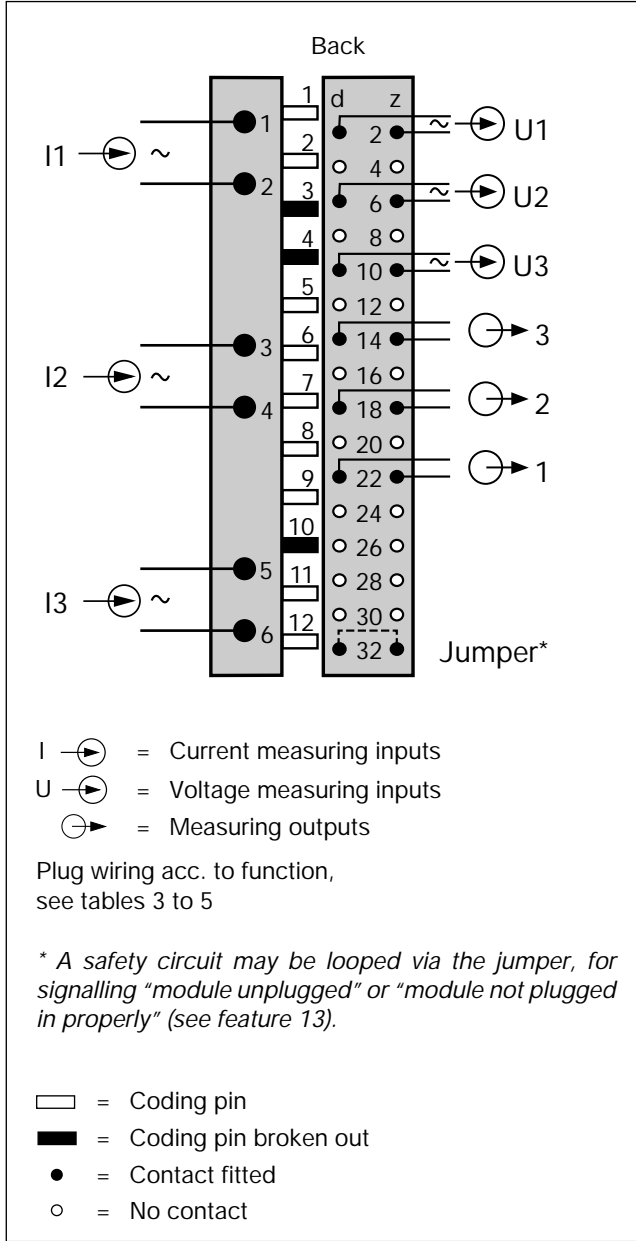 Back
1 d z
1 2 U1
I1 2 4
2 3 6 U2
4 8
5 10 U3
12
3 6 14 3
I2 7 16
4 18 2
8 20
9 22 1
24
10 26
5 11 28
I3 12 30
6 32 Jumper*
I = Current measuring inputs
U = Voltage measuring inputs
= Measuring outputs
Plug wiring acc. to function,
see tables 3 to 5
* A safety circuit may be looped via the jumper, for
signalling "module unplugged" or "module not plugged
in properly" (see feature 13).
= Coding pin
= Coding pin broken out
= Contact fitted
= No contact